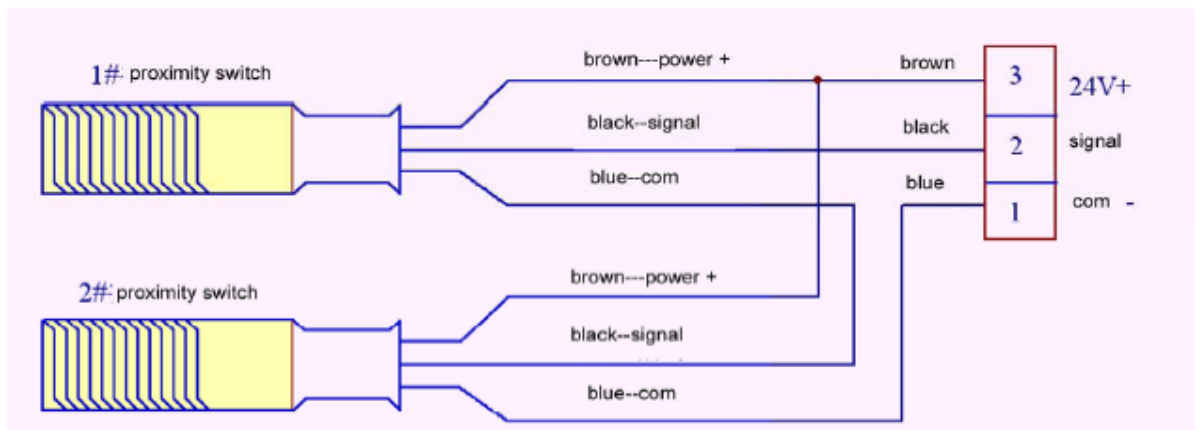 1#: proximity switch
brown---power +
brown
3
24V+
black--signal
black
2
signal
blue--com
blue
1
com -
2#: proximity switch
brown---power +
black--signal
blue--com